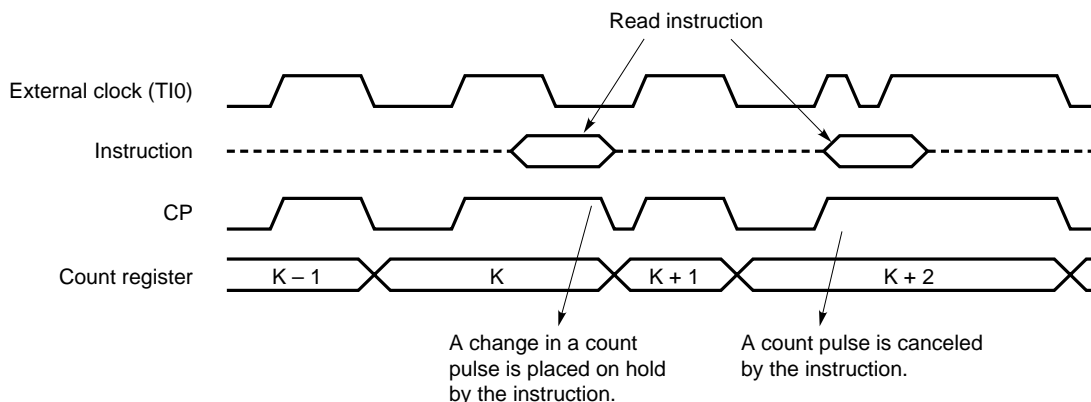 Read instruction
External clock (TI0)
Instruction
CP
Count register
K – 1
K
K + 1
K + 2
A change in a count
pulse is placed on hold
by the instruction.
A count pulse is canceled
by the instruction.